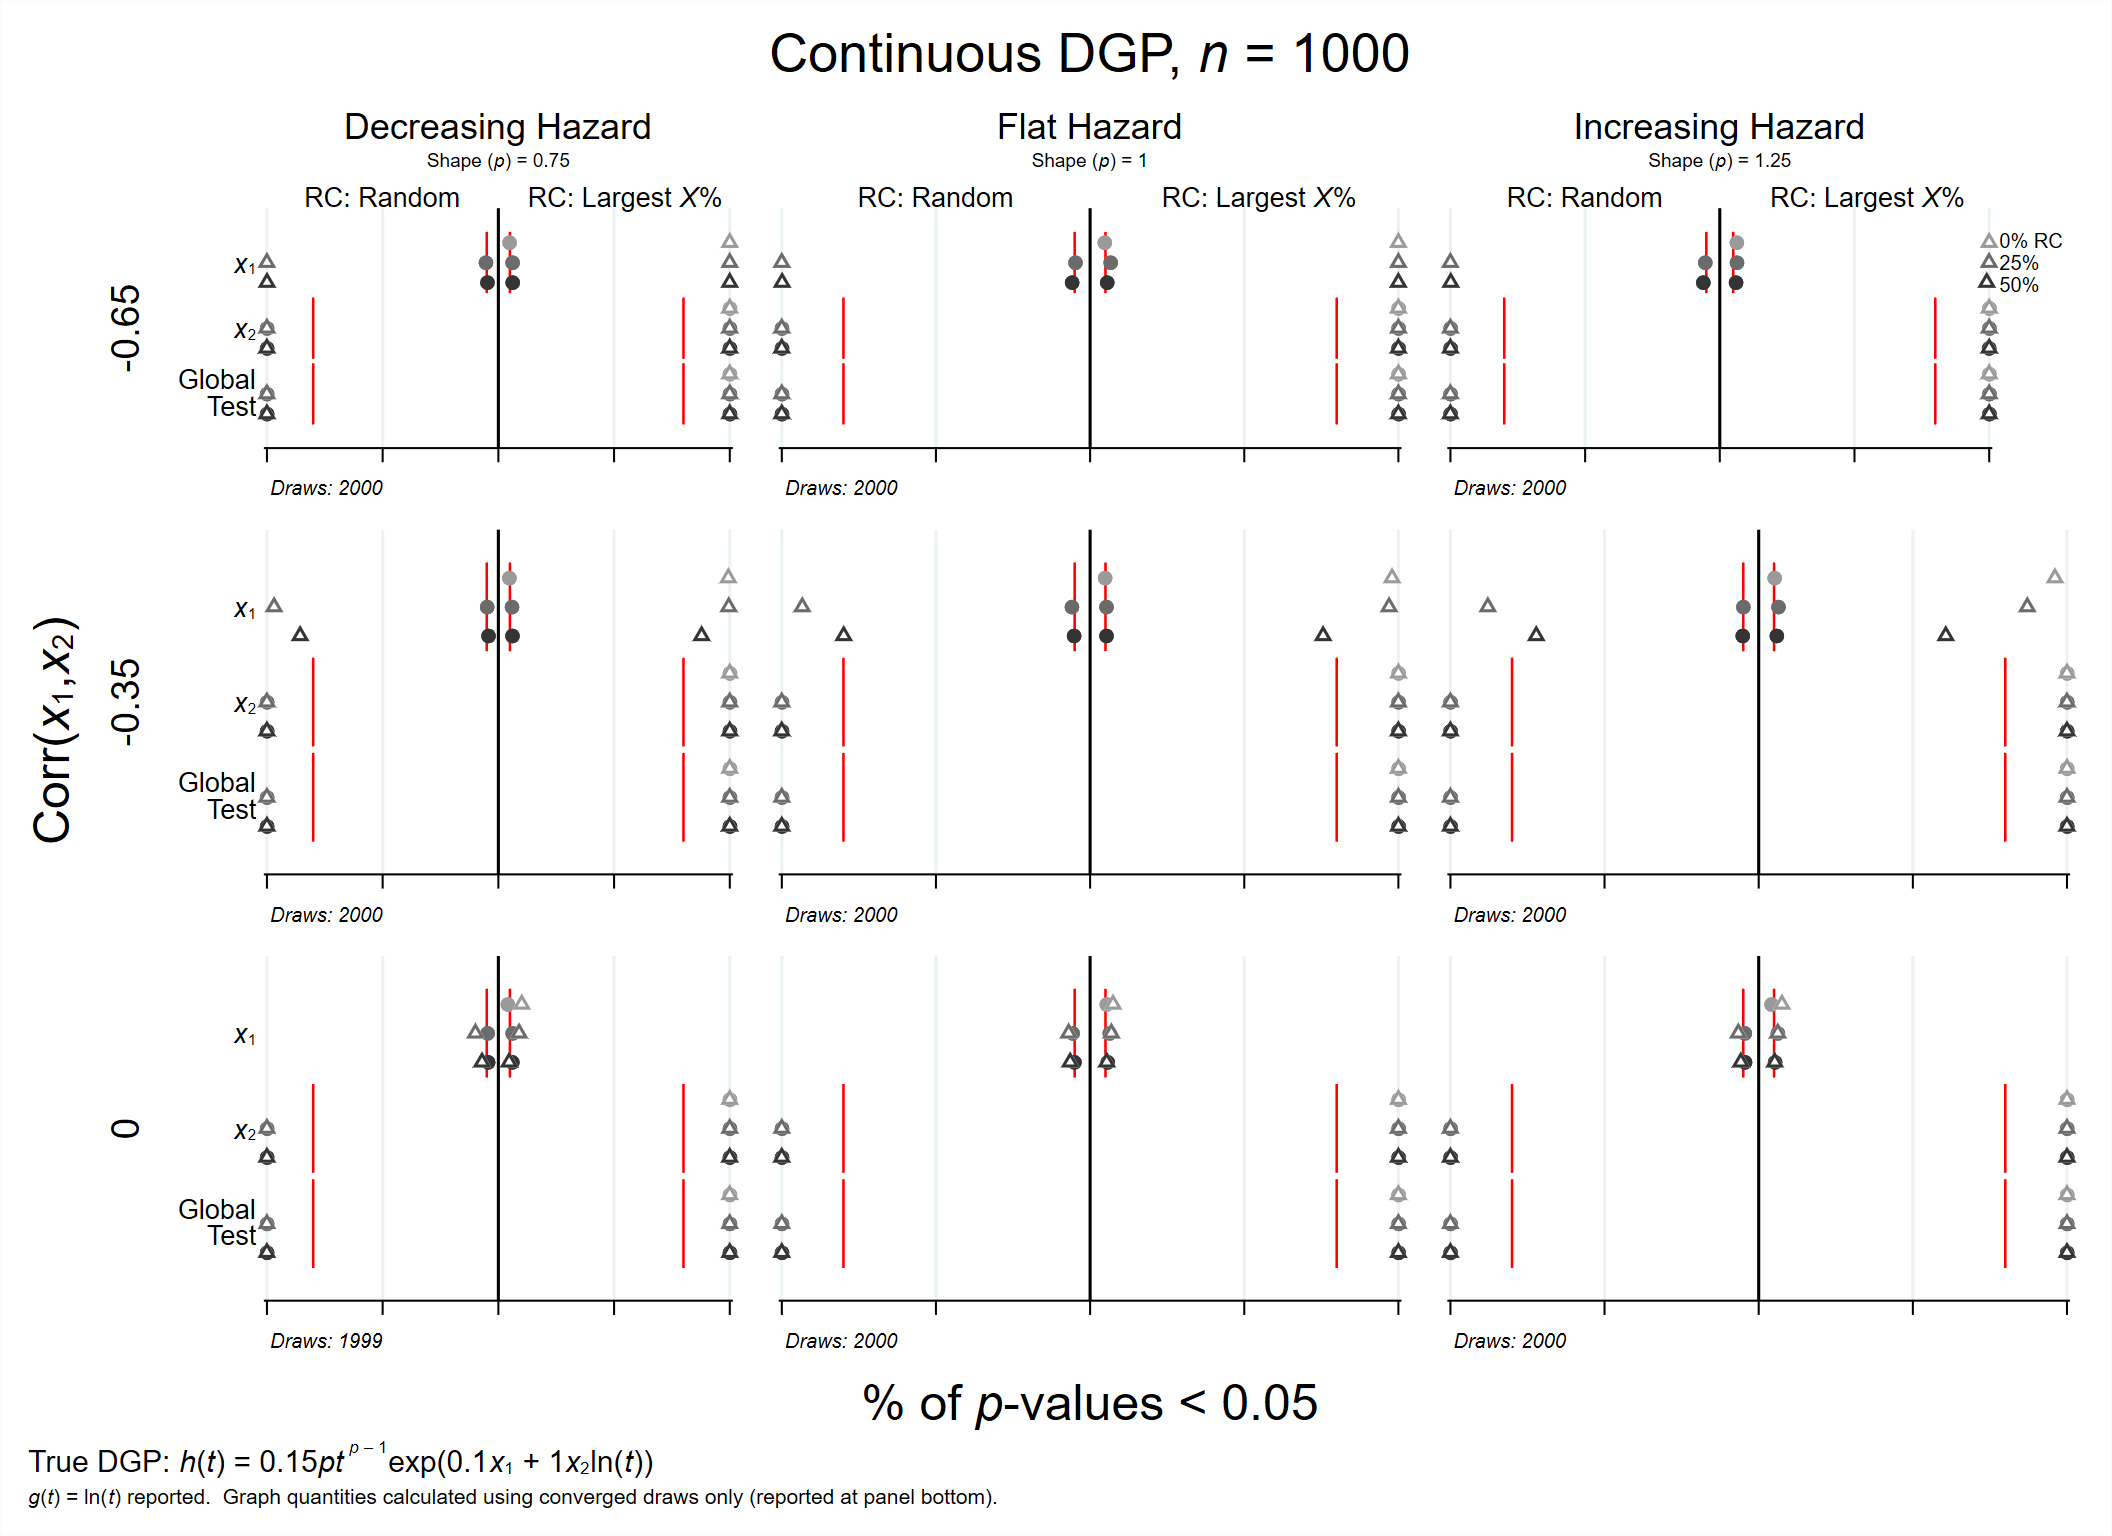 Continuous DGP, n = 1000
Decreasing Hazard
Flat Hazard
Increasing Hazard
Shape (p) = 0.75
Shape (p) = 1
Shape (p) = 1.25
RC: Random
RC: Largest X%
RC: Random
RC: Largest X%
RC: Random
RC: Largest X%
0% RC
25%
50%
Corr(x1,x2)
-0.65
x1
x2
Global
Test
Draws: 2000
Draws: 2000
Draws: 2000
-0.35
x1
x2
Global
Test
Draws: 2000
Draws: 2000
Draws: 2000
0
x1
x2
Global
Test
Draws: 1999
Draws: 2000
Draws: 2000
% of p-values < 0.05
True DGP: h(t) = 0.15pt^p − 1 exp(0.1x1 + 1x2ln(t))
g(t) = ln(t) reported.  Graph quantities calculated using converged draws only (reported at panel bottom).